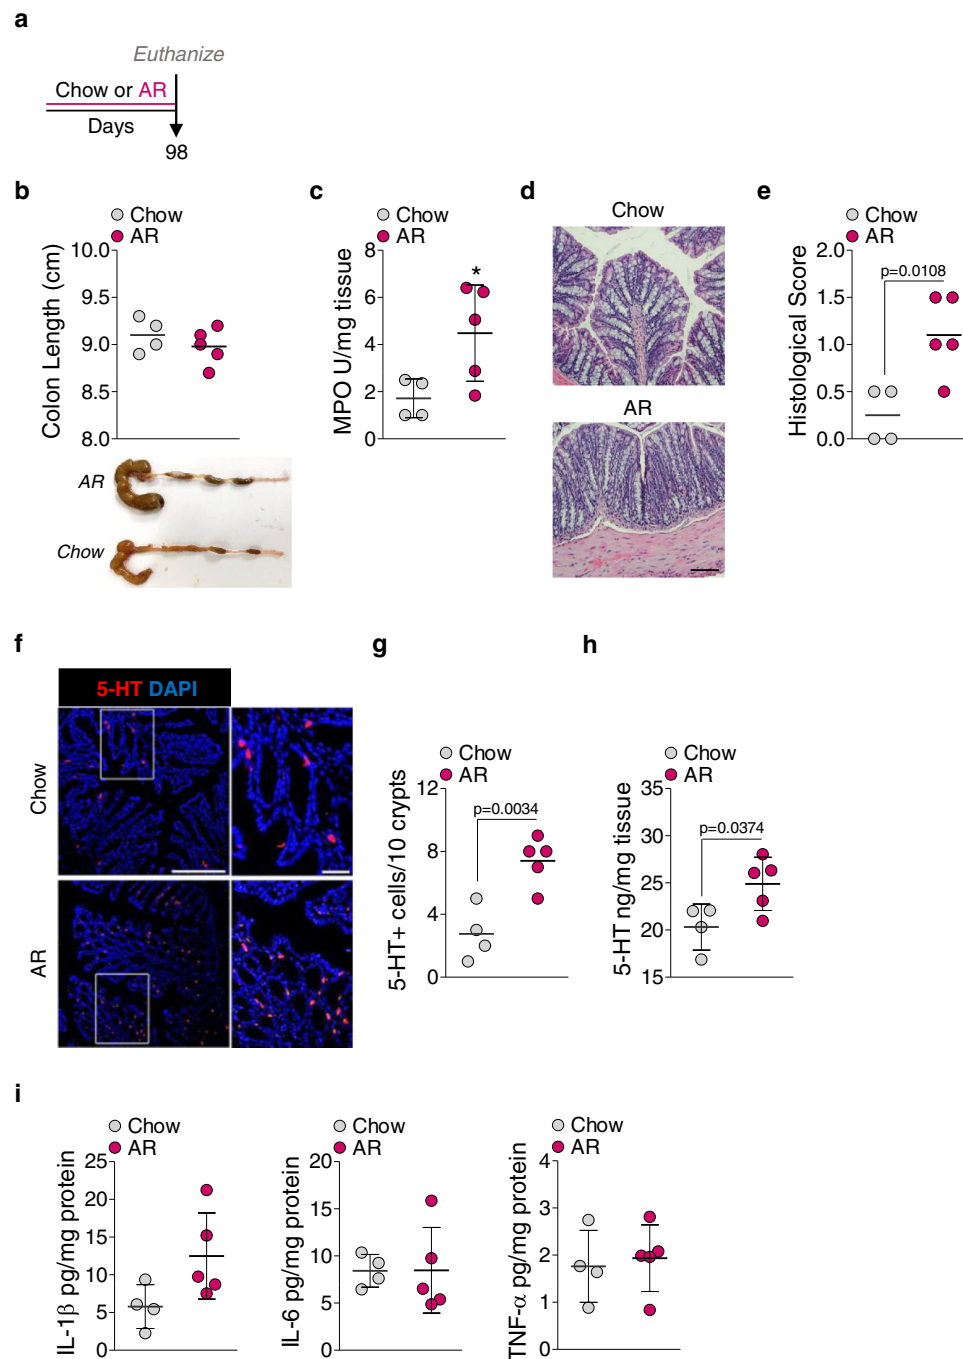 a
Euthanize
Chow or AR
Days
98
b
Chow
AR
Colon Length (cm)
10.0
9.5
9.0
8.5
8.0
AR
Chow
c
Chow
AR
MPO U/mg tissue
8
6
4
2
0
*
d
Chow
AR
e
Chow
AR
Histological Score
2.0
1.5
1.0
0.5
0.0
p=0.0108
f
5-HT DAPI
Chow
AR
g
Chow
AR
5-HT+ cells/10 crypts
12
8
4
0
p=0.0034
h
Chow
AR
5-HT ng/mg tissue
35
30
25
20
15
p=0.0374
i
Chow
AR
IL-1β pg/mg protein
25
20
15
10
5
0
Chow
AR
IL-6 pg/mg protein
20
15
10
5
0
Chow
AR
TNF-α pg/mg protein
4
3
2
1
0